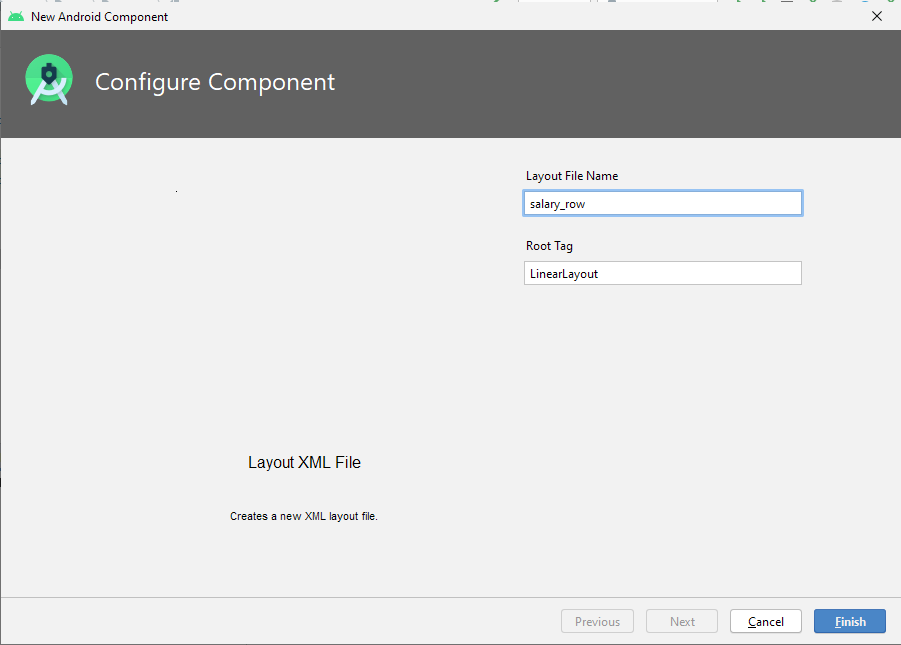 New Android Component
Configure Component
Layout File Name
salary_row
Root Tag
LinearLayout
Layout XML File
Creates a new XML layout file.
Previous
Next
Cancel
Finish